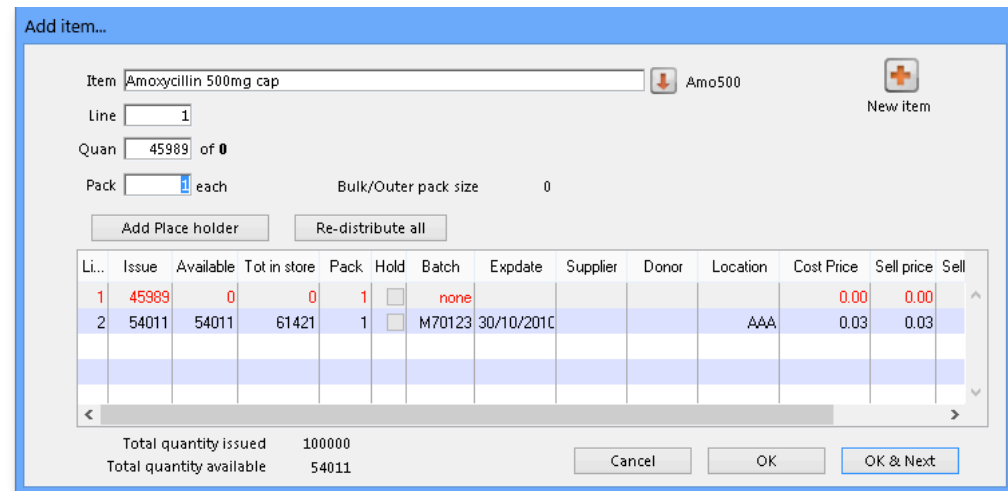 Add item...
Item Amoxycillin 500mg cap Amo500
New item
Line 1
Quan 45989 of 0
Pack 1 each Bulk/Outer pack size 0
Add Place holder Re-distribute all
Li... Issue Available Tot in store Pack Hold Batch Expdate Supplier Donor Location Cost Price Sell price Sell
1 45989 0 0 1 none 0.00 0.00
2 54011 54011 61421 1 M70123 30/10/2010 AAA 0.03 0.03
Total quantity issued 100000
Total quantity available 54011
Cancel OK OK & Next